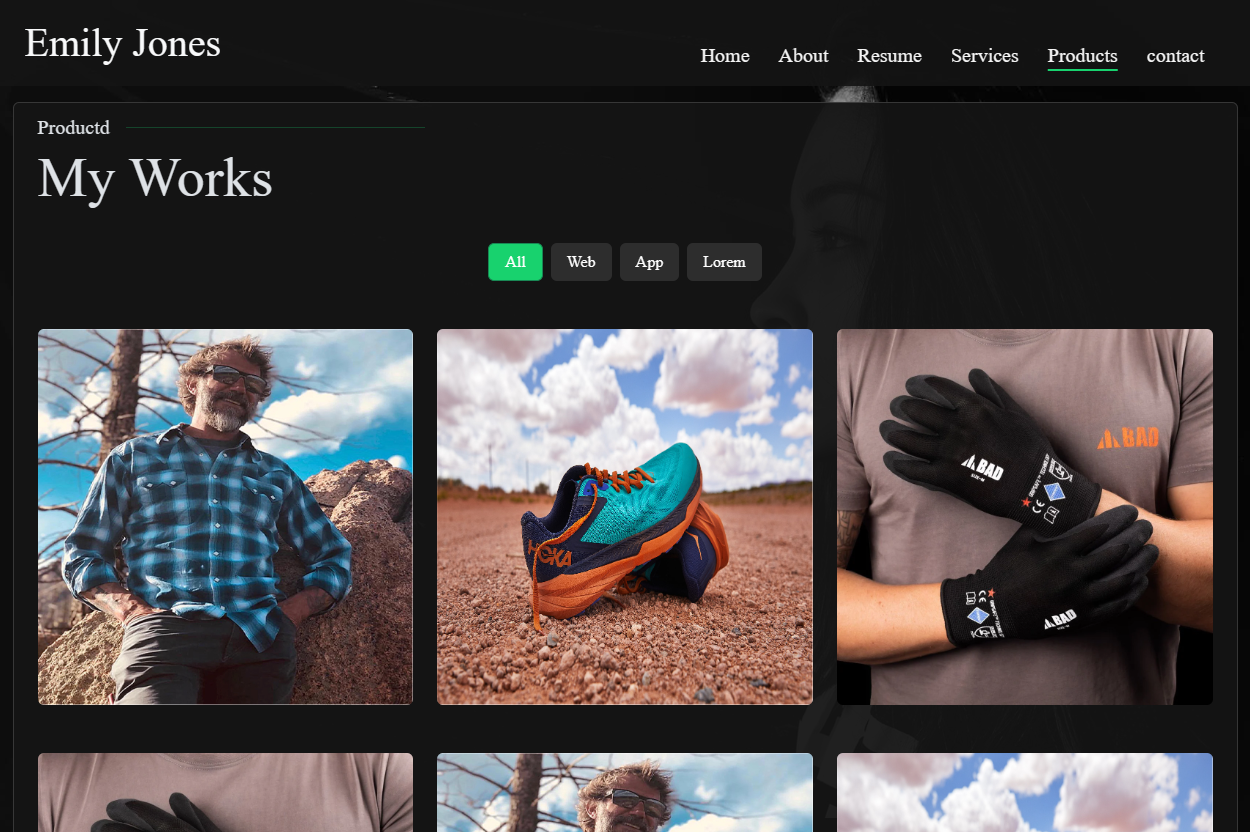 Emily Jones
Home About Resume Services Products contact
Productd
My Works
All Web App Lorem
HOKA
BAD
BAD
BAD